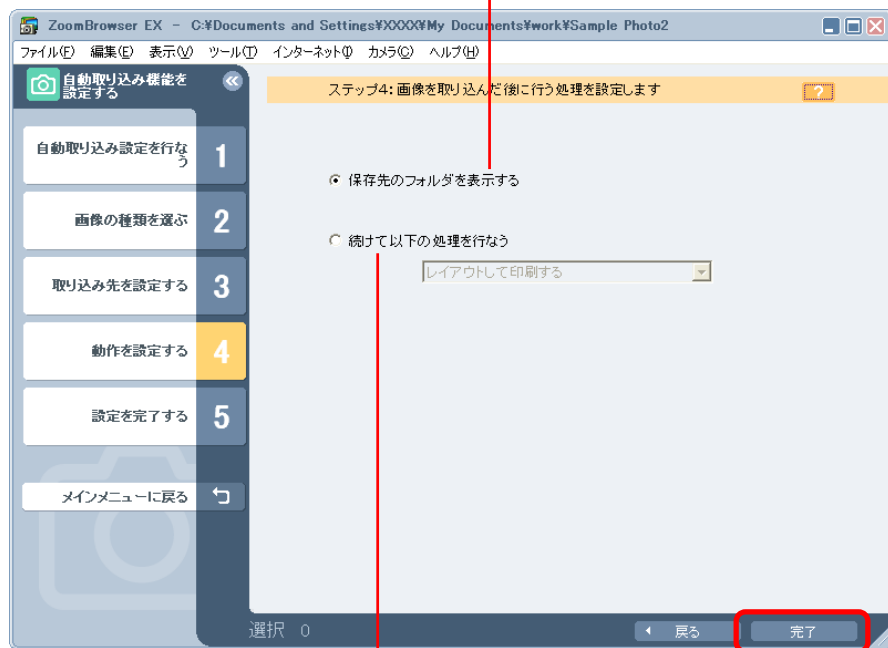 ZoomBrowser EX - C:¥Documents and Settings¥XXXX¥My Documents¥work¥Sample Photo2
ファイル(F) 編集(E) 表示(V) ツール(T) インターネット(I) カメラ(C) ヘルプ(H)
自動取り込み機能を
設定する
ステップ4: 画像を取り込んだ後に行う処理を設定します
?
自動取り込み設定を行な
う
1
画像の種類を選ぶ 2
取り込み先を設定する 3
動作を設定する 4
設定を完了する 5
メインメニューに戻る
保存先のフォルダを表示する
続けて以下の処理を行なう
レイアウトして印刷する
選択 0
戻る
完了